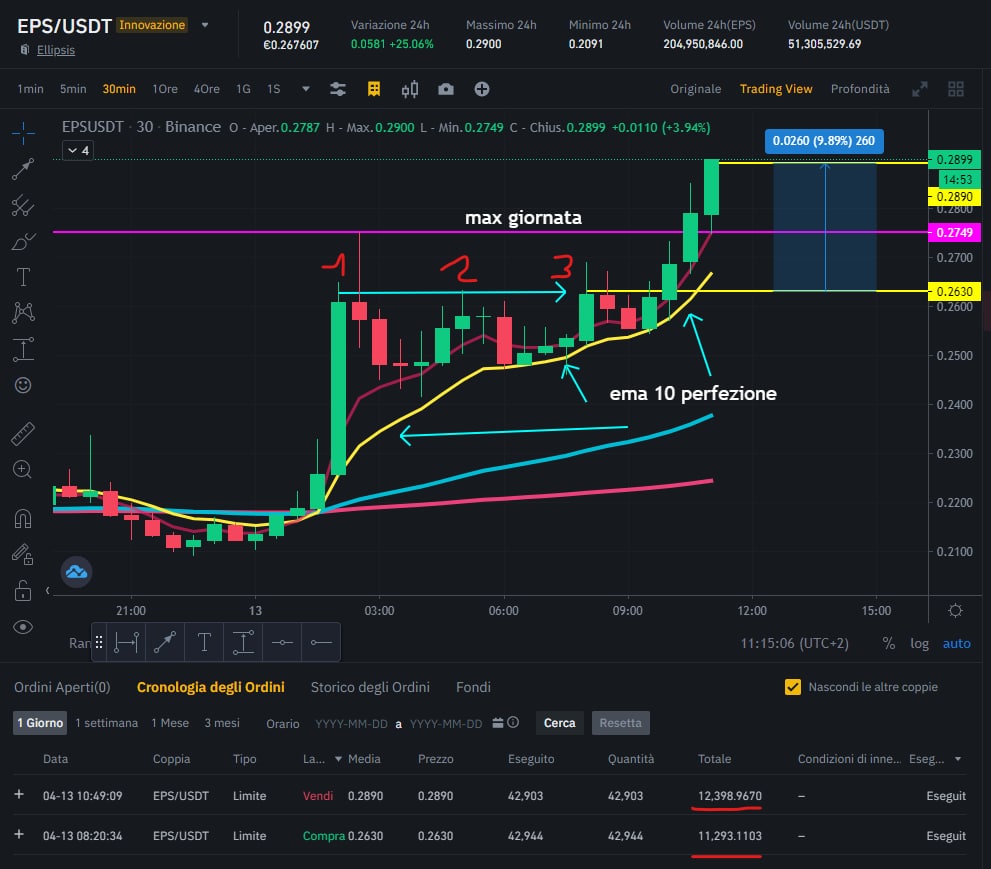 EPS/USDT Innovazione
Ellipsis
0.2899
€0.267607
Variazione 24h
0.0581 +25.06%
Massimo 24h
0.2900
Minimo 24h
0.2091
Volume 24h(EPS)
204,950,846.00
Volume 24h(USDT)
51,305,529.69
1min 5min 30min 1Ore 4Ore 1G 1S
Originale Trading View Profondità
EPSUSDT · 30 · Binance O - Aper.0.2787 H - Max.0.2900 L - Min.0.2749 C - Chius.0.2899 +0.0110 (+3.94%)
4
0.0260 (9.89%) 260
max giornata
1 2 3
ema 10 perfezione
0.2899
14:53
0.2890
0.2800
0.2749
0.2700
0.2630
0.2600
0.2500
0.2400
0.2300
0.2200
0.2100
21:00 13 03:00 06:00 09:00 12:00 15:00
Ran
11:15:06 (UTC+2) % log auto
Ordini Aperti(0) Cronologia degli Ordini Storico degli Ordini Fondi
Nascondi le altre coppie
1 Giorno 1 settimana 1 Mese 3 mesi Orario YYYY-MM-DD a YYYY-MM-DD Cerca Resetta
Data Coppia Tipo La... Media Prezzo Eseguito Quantità Totale Condizioni di inne... Eseg...
+ 04-13 10:49:09 EPS/USDT Limite Vendi 0.2890 0.2890 42,903 42,903 12,398.9670 – Eseguit
+ 04-13 08:20:34 EPS/USDT Limite Compra 0.2630 0.2630 42,944 42,944 11,293.1103 – Eseguit